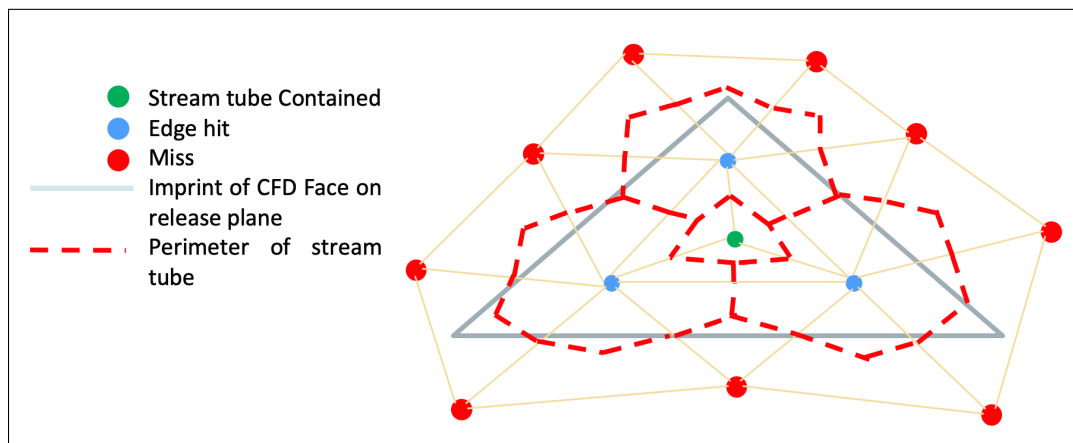 Stream tube Contained
Edge hit
Miss
Imprint of CFD Face on
release plane
Perimeter of stream
tube